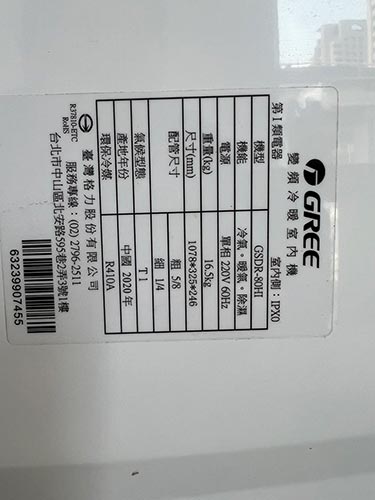 GREE
變頻冷暖室內機
第I類電器 室內側：IPX0
機型 GSDR-80HI
機能 冷氣。暖氣。除濕
電源 單相 220V 60Hz
重量(kg) 16.5kg
尺寸(mm) 1078*325*246
配管尺寸 粗 5/8
細 1/4
氣候型態 T1
產地年份 中國 2020年
環保冷媒 R410A
臺灣格力股份有限公司
R37810-ETC
RoHS
服務專線：(02) 2796-2511
台北市中山區北安路595巷2弄3號1樓
63239907455